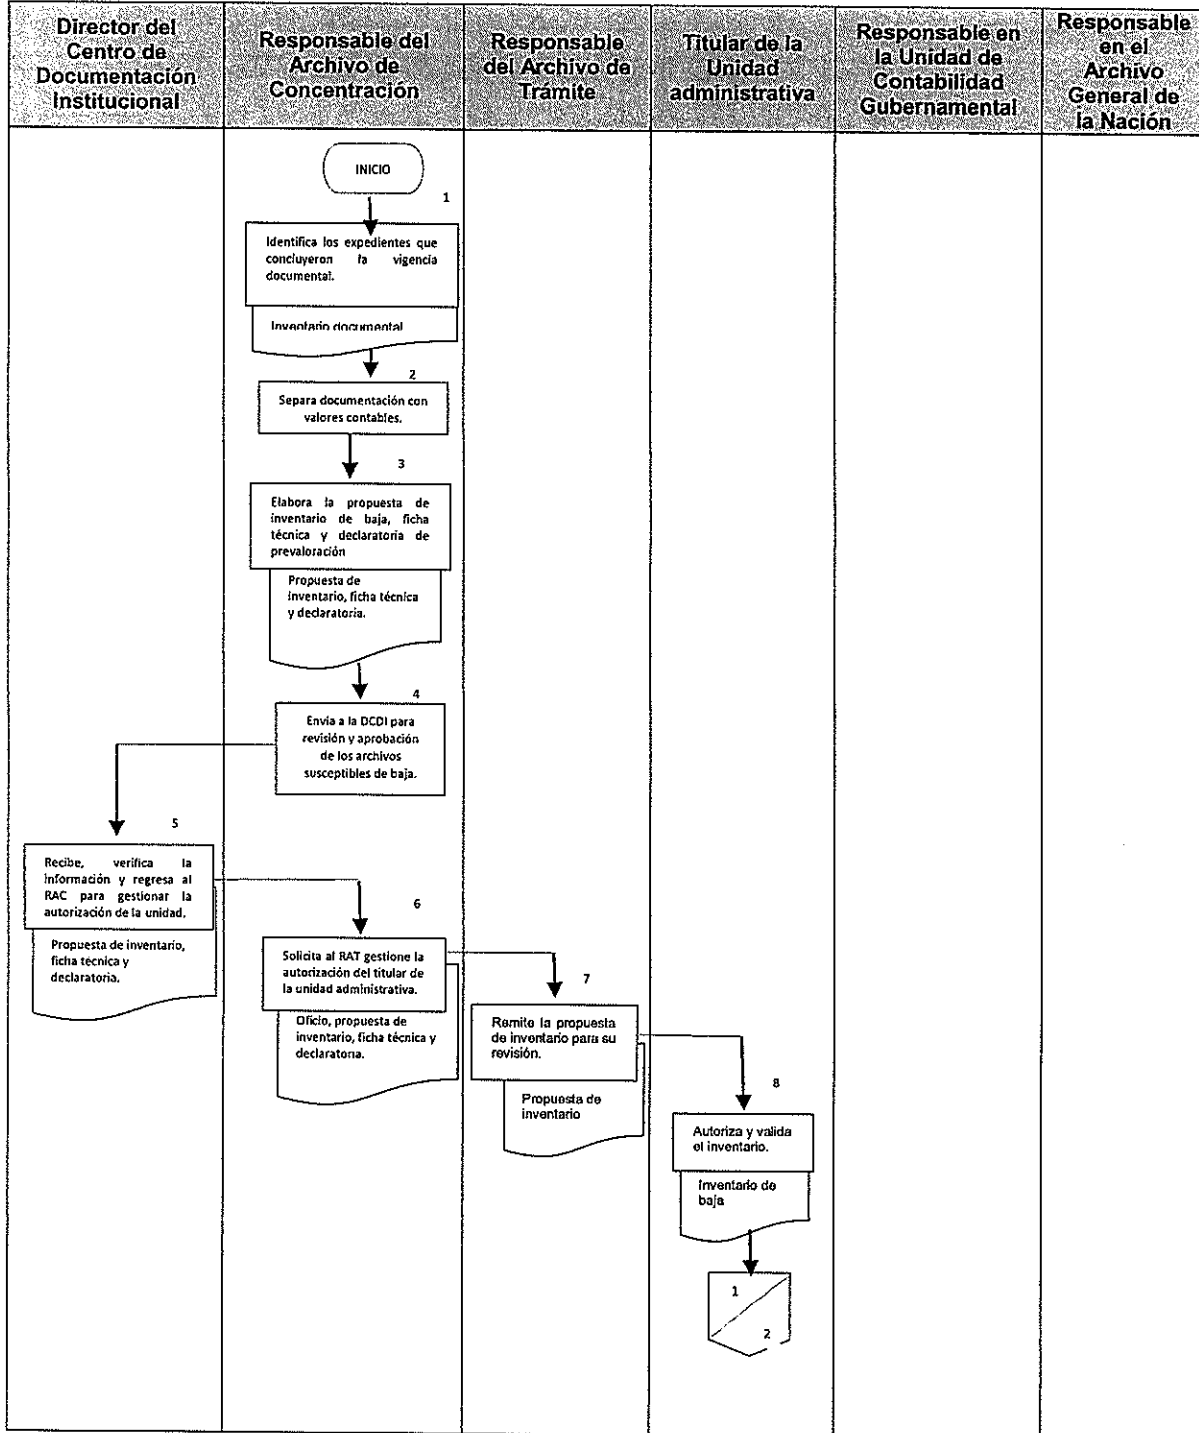 Director del
Centro de
Documentación
Institucional
Responsable del
Archivo de
Concentración
Responsable
del Archivo de
Trámite
Titular de la
Unidad
administrativa
Responsable en
la Unidad de
Contabilidad
Gubernamental
Responsable
en el
Archivo
General de
la Nación
INICIO
1
Identifica los expedientes que
concluyeron la vigencia
documental.
Inventario documental
2
Separa documentación con
valores contables.
3
Elabora la propuesta de
inventario de baja, ficha
técnica y declaratoria de
prevaloración
Propuesta de
inventario, ficha técnica
y declaratoria.
4
Envía a la DCDI para
revisión y aprobación
de los archivos
susceptibles de baja.
5
Recibe, verifica la
información y regresa al
RAC para gestionar la
autorización de la unidad.
Propuesta de inventario,
ficha técnica y
declaratoria.
6
Solicita al RAT gestione la
autorización del titular de
la unidad administrativa.
Oficio, propuesta de
inventario, ficha técnica y
declaratoria.
7
Remite la propuesta
de inventario para su
revisión.
Propuesta de
inventario
8
Autoriza y valida
el inventario.
Inventario de
baja
1
2